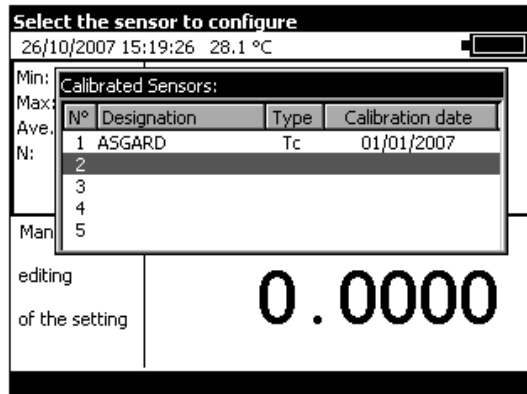 Select the sensor to configure
26/10/2007 15:19:26 28.1 °C
Min:
Calibrated Sensors:
Max:
N° Designation Type Calibration date
Ave.
1 ASGARD Tc 01/01/2007
N:
2
3
4
Man
5
editing
0.0000
of the setting